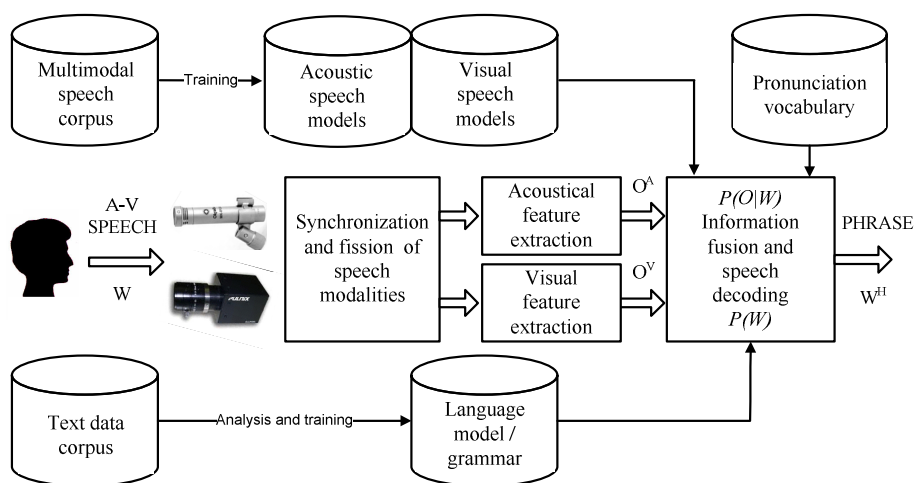 Multimodal
speech
corpus
Training
Acoustic
speech
models
Visual
speech
models
Pronunciation
vocabulary
A-V
SPEECH
W
PULNIX
Synchronization
and fission of
speech
modalities
Acoustical
feature
extraction
O^A
Visual
feature
extraction
O^V
P(O|W)
Information
fusion and
speech
decoding
P(W)
PHRASE
W^H
Text data
corpus
Analysis and training
Language
model /
grammar